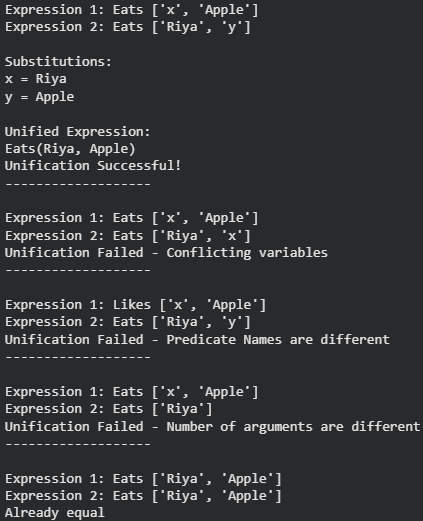 Expression 1: Eats ['x', 'Apple']
Expression 2: Eats ['Riya', 'y']
Substitutions:
x = Riya
y = Apple
Unified Expression:
Eats(Riya, Apple)
Unification Successful!
-------------------
Expression 1: Eats ['x', 'Apple']
Expression 2: Eats ['Riya', 'x']
Unification Failed - Conflicting variables
-------------------
Expression 1: Likes ['x', 'Apple']
Expression 2: Eats ['Riya', 'y']
Unification Failed - Predicate Names are different
-------------------
Expression 1: Eats ['x', 'Apple']
Expression 2: Eats ['Riya']
Unification Failed - Number of arguments are different
-------------------
Expression 1: Eats ['Riya', 'Apple']
Expression 2: Eats ['Riya', 'Apple']
Already equal